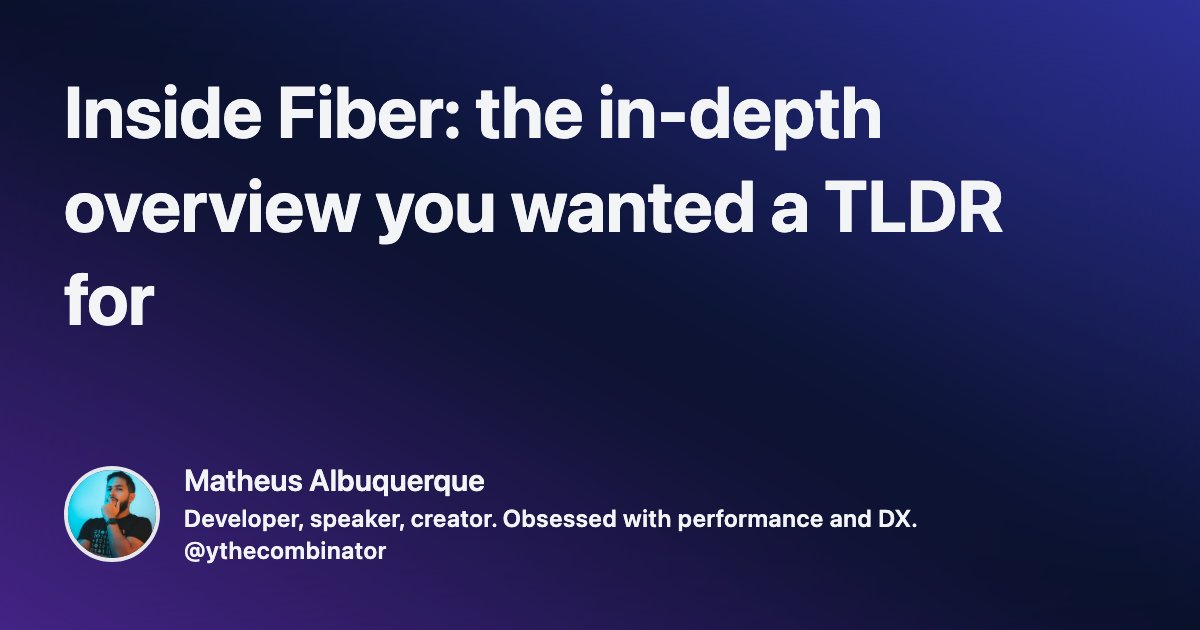 Inside Fiber: the in-depth
overview you wanted a TLDR
for
Matheus Albuquerque
Developer, speaker, creator. Obsessed with performance and DX.
@ythecombinator